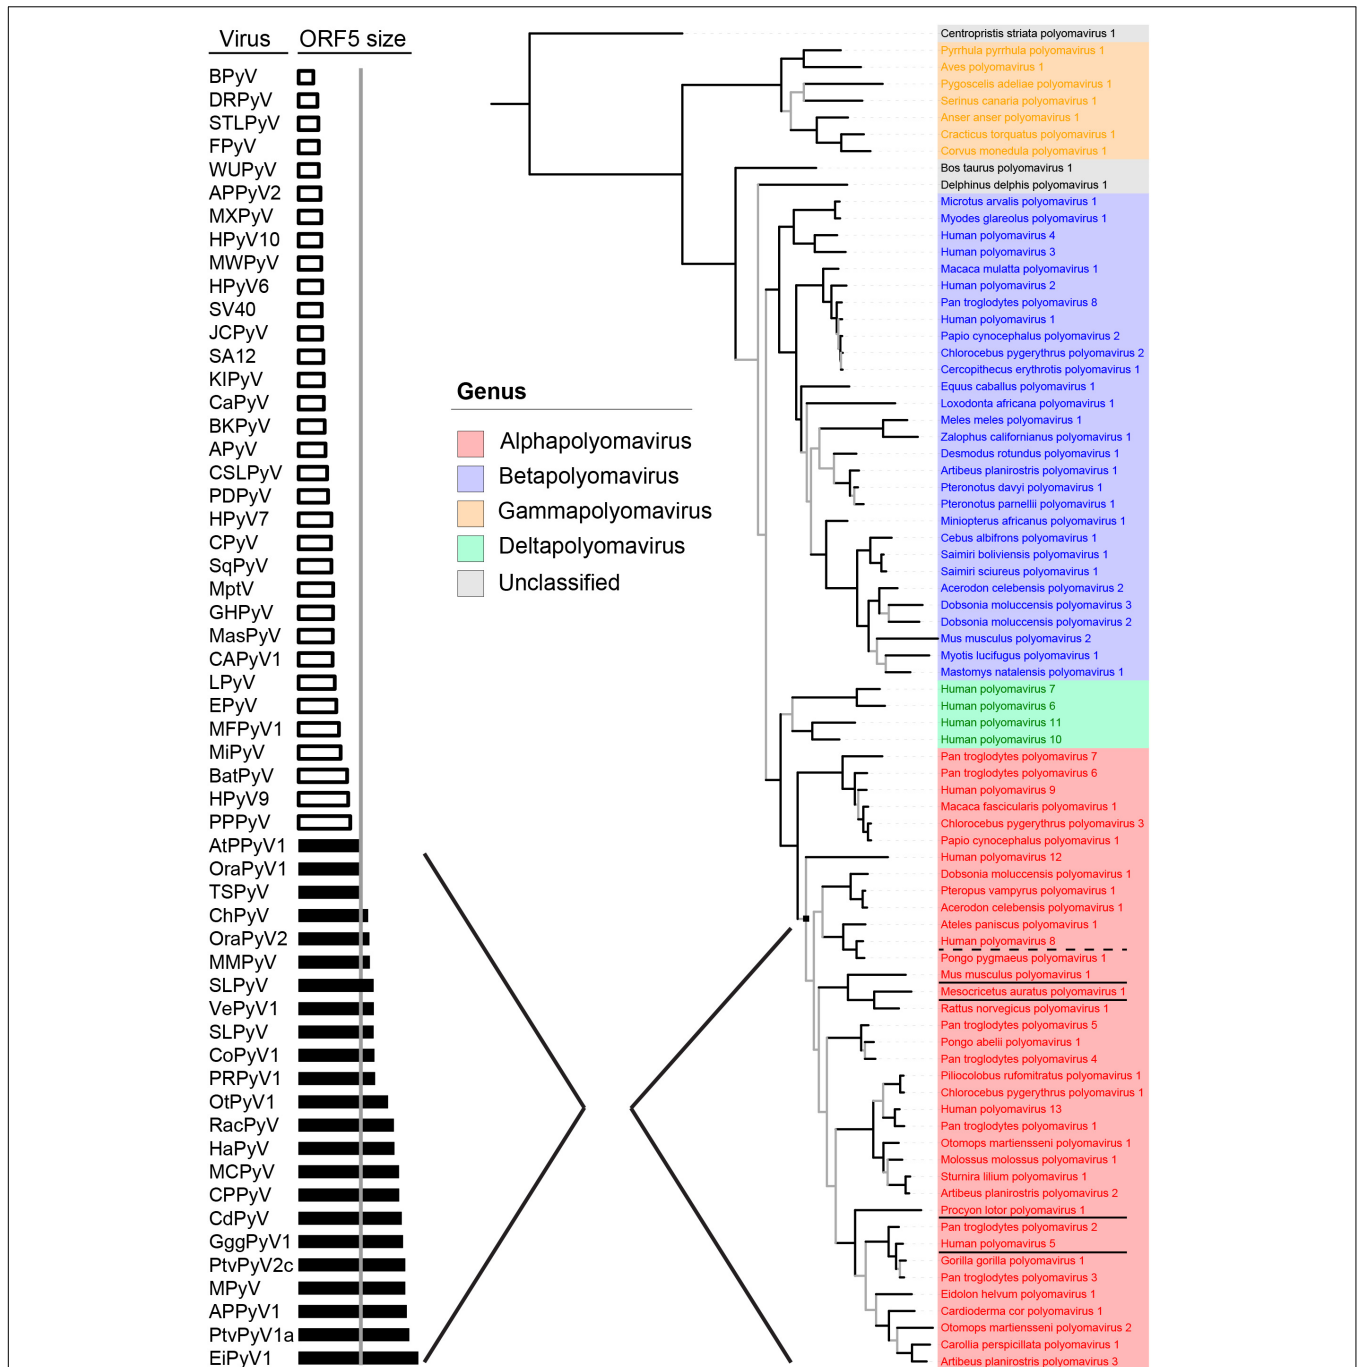 Virus ORF5 size
BPyV
DRPyV
STLPyV
FPyV
WUPyV
APPyV2
MXPyV
HPyV10
MWPyV
HPyV6
SV40
JCPyV
SA12
KIPyV
CaPyV
BKPyV
APyV
CSLPyV
PDPyV
HPyV7
CPyV
SqPyV
MptV
GHPyV
MasPyV
CAPyV1
LPyV
EPyV
MFPyV1
MiPyV
BatPyV
HPyV9
PPPyV
AtPPyV1
OraPyV1
TSPyV
ChPyV
OraPyV2
MMPyV
SLPyV
VePyV1
SLPyV
CoPyV1
PRPyV1
OtPyV1
RacPyV
HaPyV
MCPyV
CPPyV
CdPyV
GggPyV1
PtvPyV2c
MPyV
APPyV1
PtvPyV1a
EiPyV1
Genus
Alphapolyomavirus
Betapolyomavirus
Gammapolyomavirus
Deltapolyomavirus
Unclassified
Centropristis striata polyomavirus 1
Pyrrhula pyrrhula polyomavirus 1
Aves polyomavirus 1
Pygoscelis adeliae polyomavirus 1
Serinus canaria polyomavirus 1
Anser anser polyomavirus 1
Cracticus torquatus polyomavirus 1
Corvus monedula polyomavirus 1
Bos taurus polyomavirus 1
Delphinus delphis polyomavirus 1
Microtus arvalis polyomavirus 1
Myodes glareolus polyomavirus 1
Human polyomavirus 4
Human polyomavirus 3
Macaca mulatta polyomavirus 1
Human polyomavirus 2
Pan troglodytes polyomavirus 8
Human polyomavirus 1
Papio cynocephalus polyomavirus 2
Chlorocebus pygerythrus polyomavirus 2
Cercopithecus erythrotis polyomavirus 1
Equus caballus polyomavirus 1
Loxodonta africana polyomavirus 1
Meles meles polyomavirus 1
Zalophus californianus polyomavirus 1
Desmodus rotundus polyomavirus 1
Artibeus planirostris polyomavirus 1
Pteronotus davyi polyomavirus 1
Pteronotus parnellii polyomavirus 1
Miniopterus africanus polyomavirus 1
Cebus albifrons polyomavirus 1
Saimiri boliviensis polyomavirus 1
Saimiri sciureus polyomavirus 1
Acerodon celebensis polyomavirus 2
Dobsonia moluccensis polyomavirus 3
Dobsonia moluccensis polyomavirus 2
Mus musculus polyomavirus 2
Myotis lucifugus polyomavirus 1
Mastomys natalensis polyomavirus 1
Human polyomavirus 7
Human polyomavirus 6
Human polyomavirus 11
Human polyomavirus 10
Pan troglodytes polyomavirus 7
Pan troglodytes polyomavirus 6
Human polyomavirus 9
Macaca fascicularis polyomavirus 1
Chlorocebus pygerythrus polyomavirus 3
Papio cynocephalus polyomavirus 1
Human polyomavirus 12
Dobsonia moluccensis polyomavirus 1
Pteropus vampyrus polyomavirus 1
Acerodon celebensis polyomavirus 1
Ateles paniscus polyomavirus 1
Human polyomavirus 8
Pongo pygmaeus polyomavirus 1
Mus musculus polyomavirus 1
Mesocricetus auratus polyomavirus 1
Rattus norvegicus polyomavirus 1
Pan troglodytes polyomavirus 5
Pongo abelii polyomavirus 1
Pan troglodytes polyomavirus 4
Piliocolobus rufomitratus polyomavirus 1
Chlorocebus pygerythrus polyomavirus 1
Human polyomavirus 13
Pan troglodytes polyomavirus 1
Otomops martiensseni polyomavirus 1
Molossus molossus polyomavirus 1
Sturnira lilium polyomavirus 1
Artibeus planirostris polyomavirus 2
Procyon lotor polyomavirus 1
Pan troglodytes polyomavirus 2
Human polyomavirus 5
Gorilla gorilla polyomavirus 1
Pan troglodytes polyomavirus 3
Eidolon helvum polyomavirus 1
Cardioderma cor polyomavirus 1
Otomops martiensseni polyomavirus 2
Carollia perspicillata polyomavirus 1
Artibeus planirostris polyomavirus 3